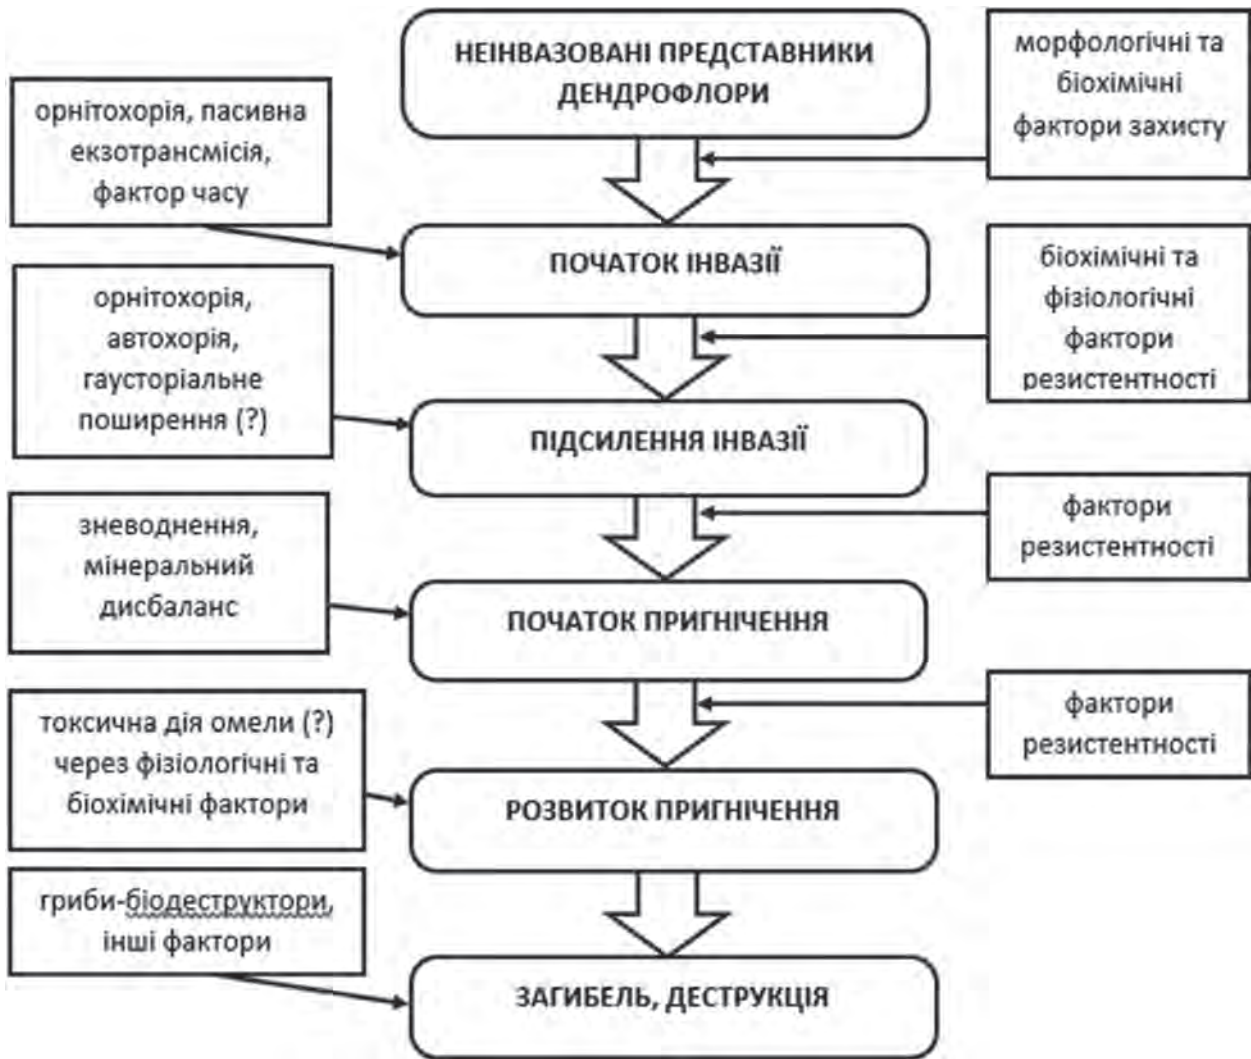 НЕІНВАЗОВАНІ ПРЕДСТАВНИКИ
ДЕНДРОФЛОРИ
морфологічні та
біохімічні
фактори захисту
орнітохорія, пасивна
екзотрансмісія,
фактор часу
ПОЧАТОК ІНВАЗІЇ
біохімічні та
фізіологічні
фактори
резистентності
орнітохорія,
автохорія,
гаусторіальне
поширення (?)
ПІДСИЛЕННЯ ІНВАЗІЇ
фактори
резистентності
зневоднення,
мінеральний
дисбаланс
ПОЧАТОК ПРИГНІЧЕННЯ
фактори
резистентності
токсична дія омели (?)
через фізіологічні та
біохімічні фактори
РОЗВИТОК ПРИГНІЧЕННЯ
гриби-біодеструктори,
інші фактори
ЗАГИБЕЛЬ, ДЕСТРУКЦІЯ